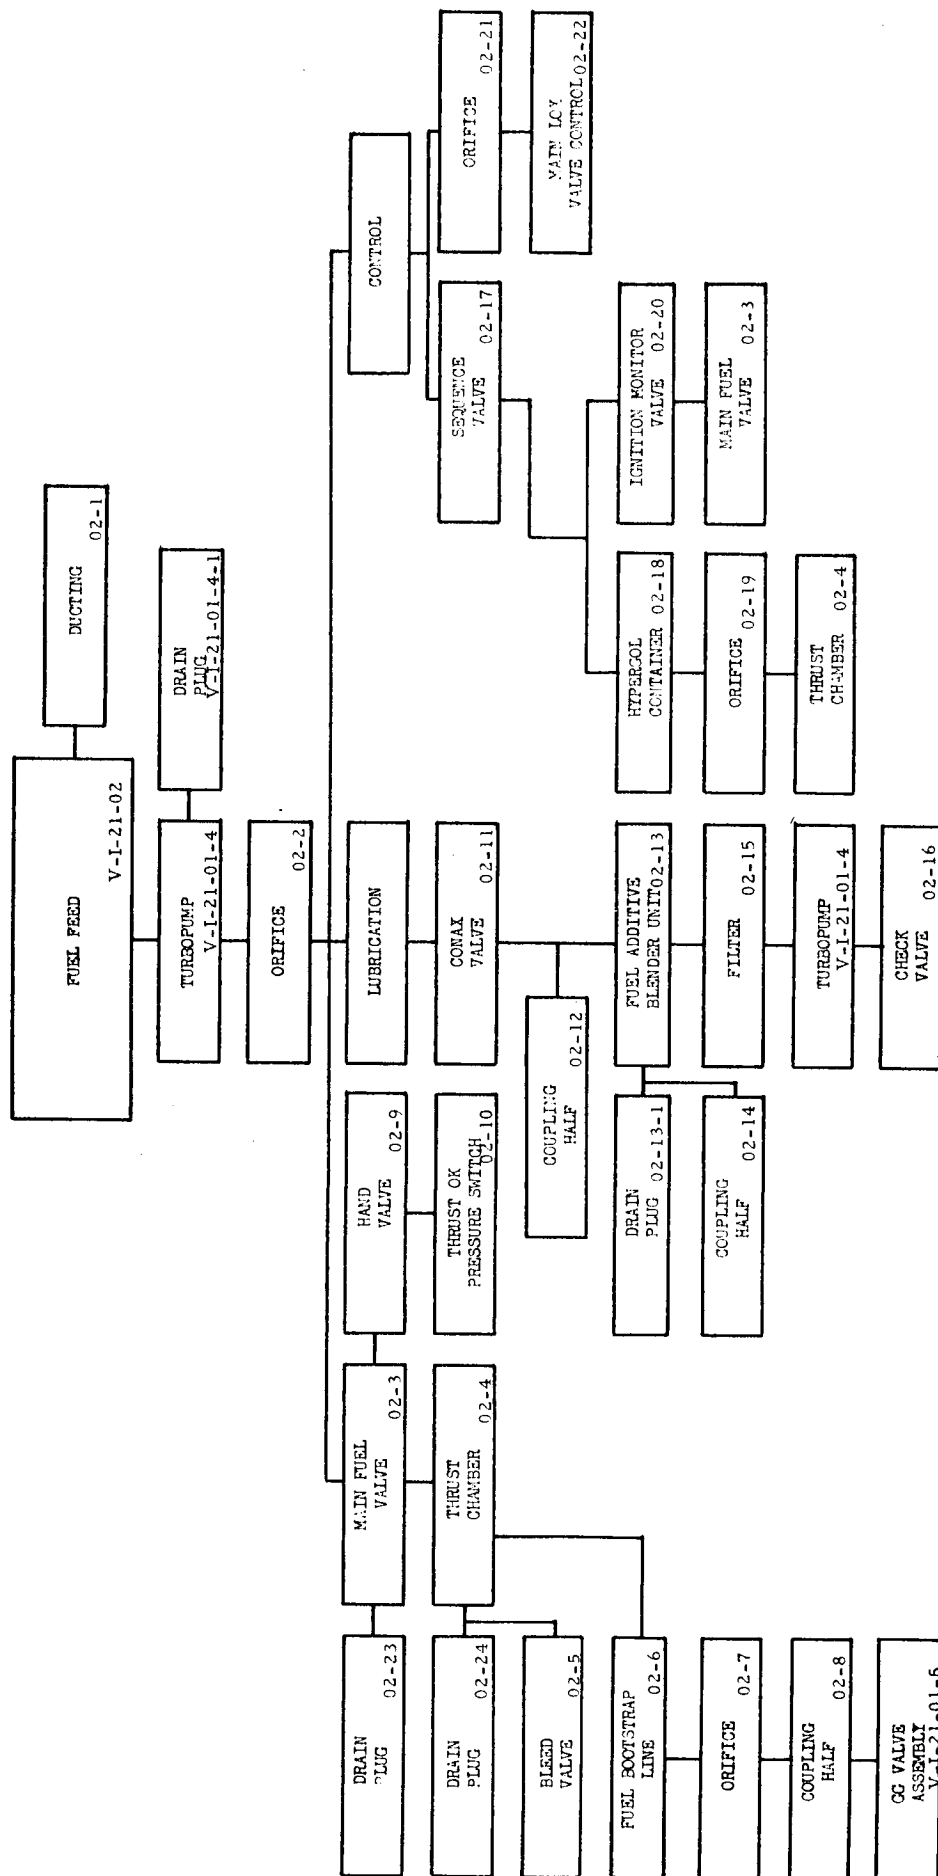 FUEL FEED
V-I-21-02
DUCTING
02-1
TURBOPUMP
V-I-21-01-4
DRAIN
PLUG
V-I-21-01-4-1
ORIFICE
02-2
MAIN FUEL
VALVE
02-3
HAND
VALVE
02-9
LUBRICATION
CONTROL
DRAIN
PLUG
02-23
THRUST
CHAMBER
02-4
THRUST OK
PRESSURE SWITCH
02-10
CONAX
VALVE
02-11
SEQUENCE
VALVE
02-17
ORIFICE
02-21
DRAIN
PLUG
02-24
BLEED
VALVE
02-5
COUPLING
HALF
02-12
MAIN LOX
VALVE CONTROL 02-22
FUEL BOOTSTRAP
LINE
02-6
DRAIN
PLUG 02-13-1
FUEL ADDITIVE
BLENDER UNIT 02-13
HYPERGOL
CONTAINER 02-18
IGNITION MONITOR
VALVE 02-20
ORIFICE
02-7
COUPLING
HALF
02-14
FILTER
02-15
ORIFICE
02-19
MAIN FUEL
VALVE
02-3
COUPLING
HALF
02-8
TURBOPUMP
V-I-21-01-4
THRUST
CHAMBER 02-4
GG VALVE
ASSEMBLY
CHECK
VALVE
02-16